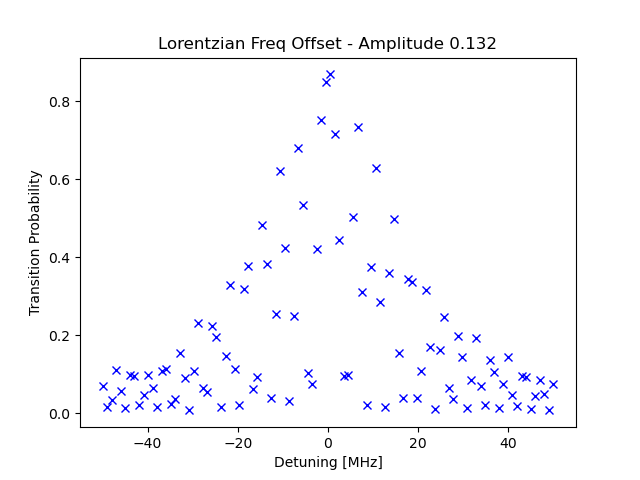 Lorentzian Freq Offset - Amplitude 0.132
Transition Probability
0.8
0.6
0.4
0.2
0.0
−40 −20 0 20 40
Detuning [MHz]